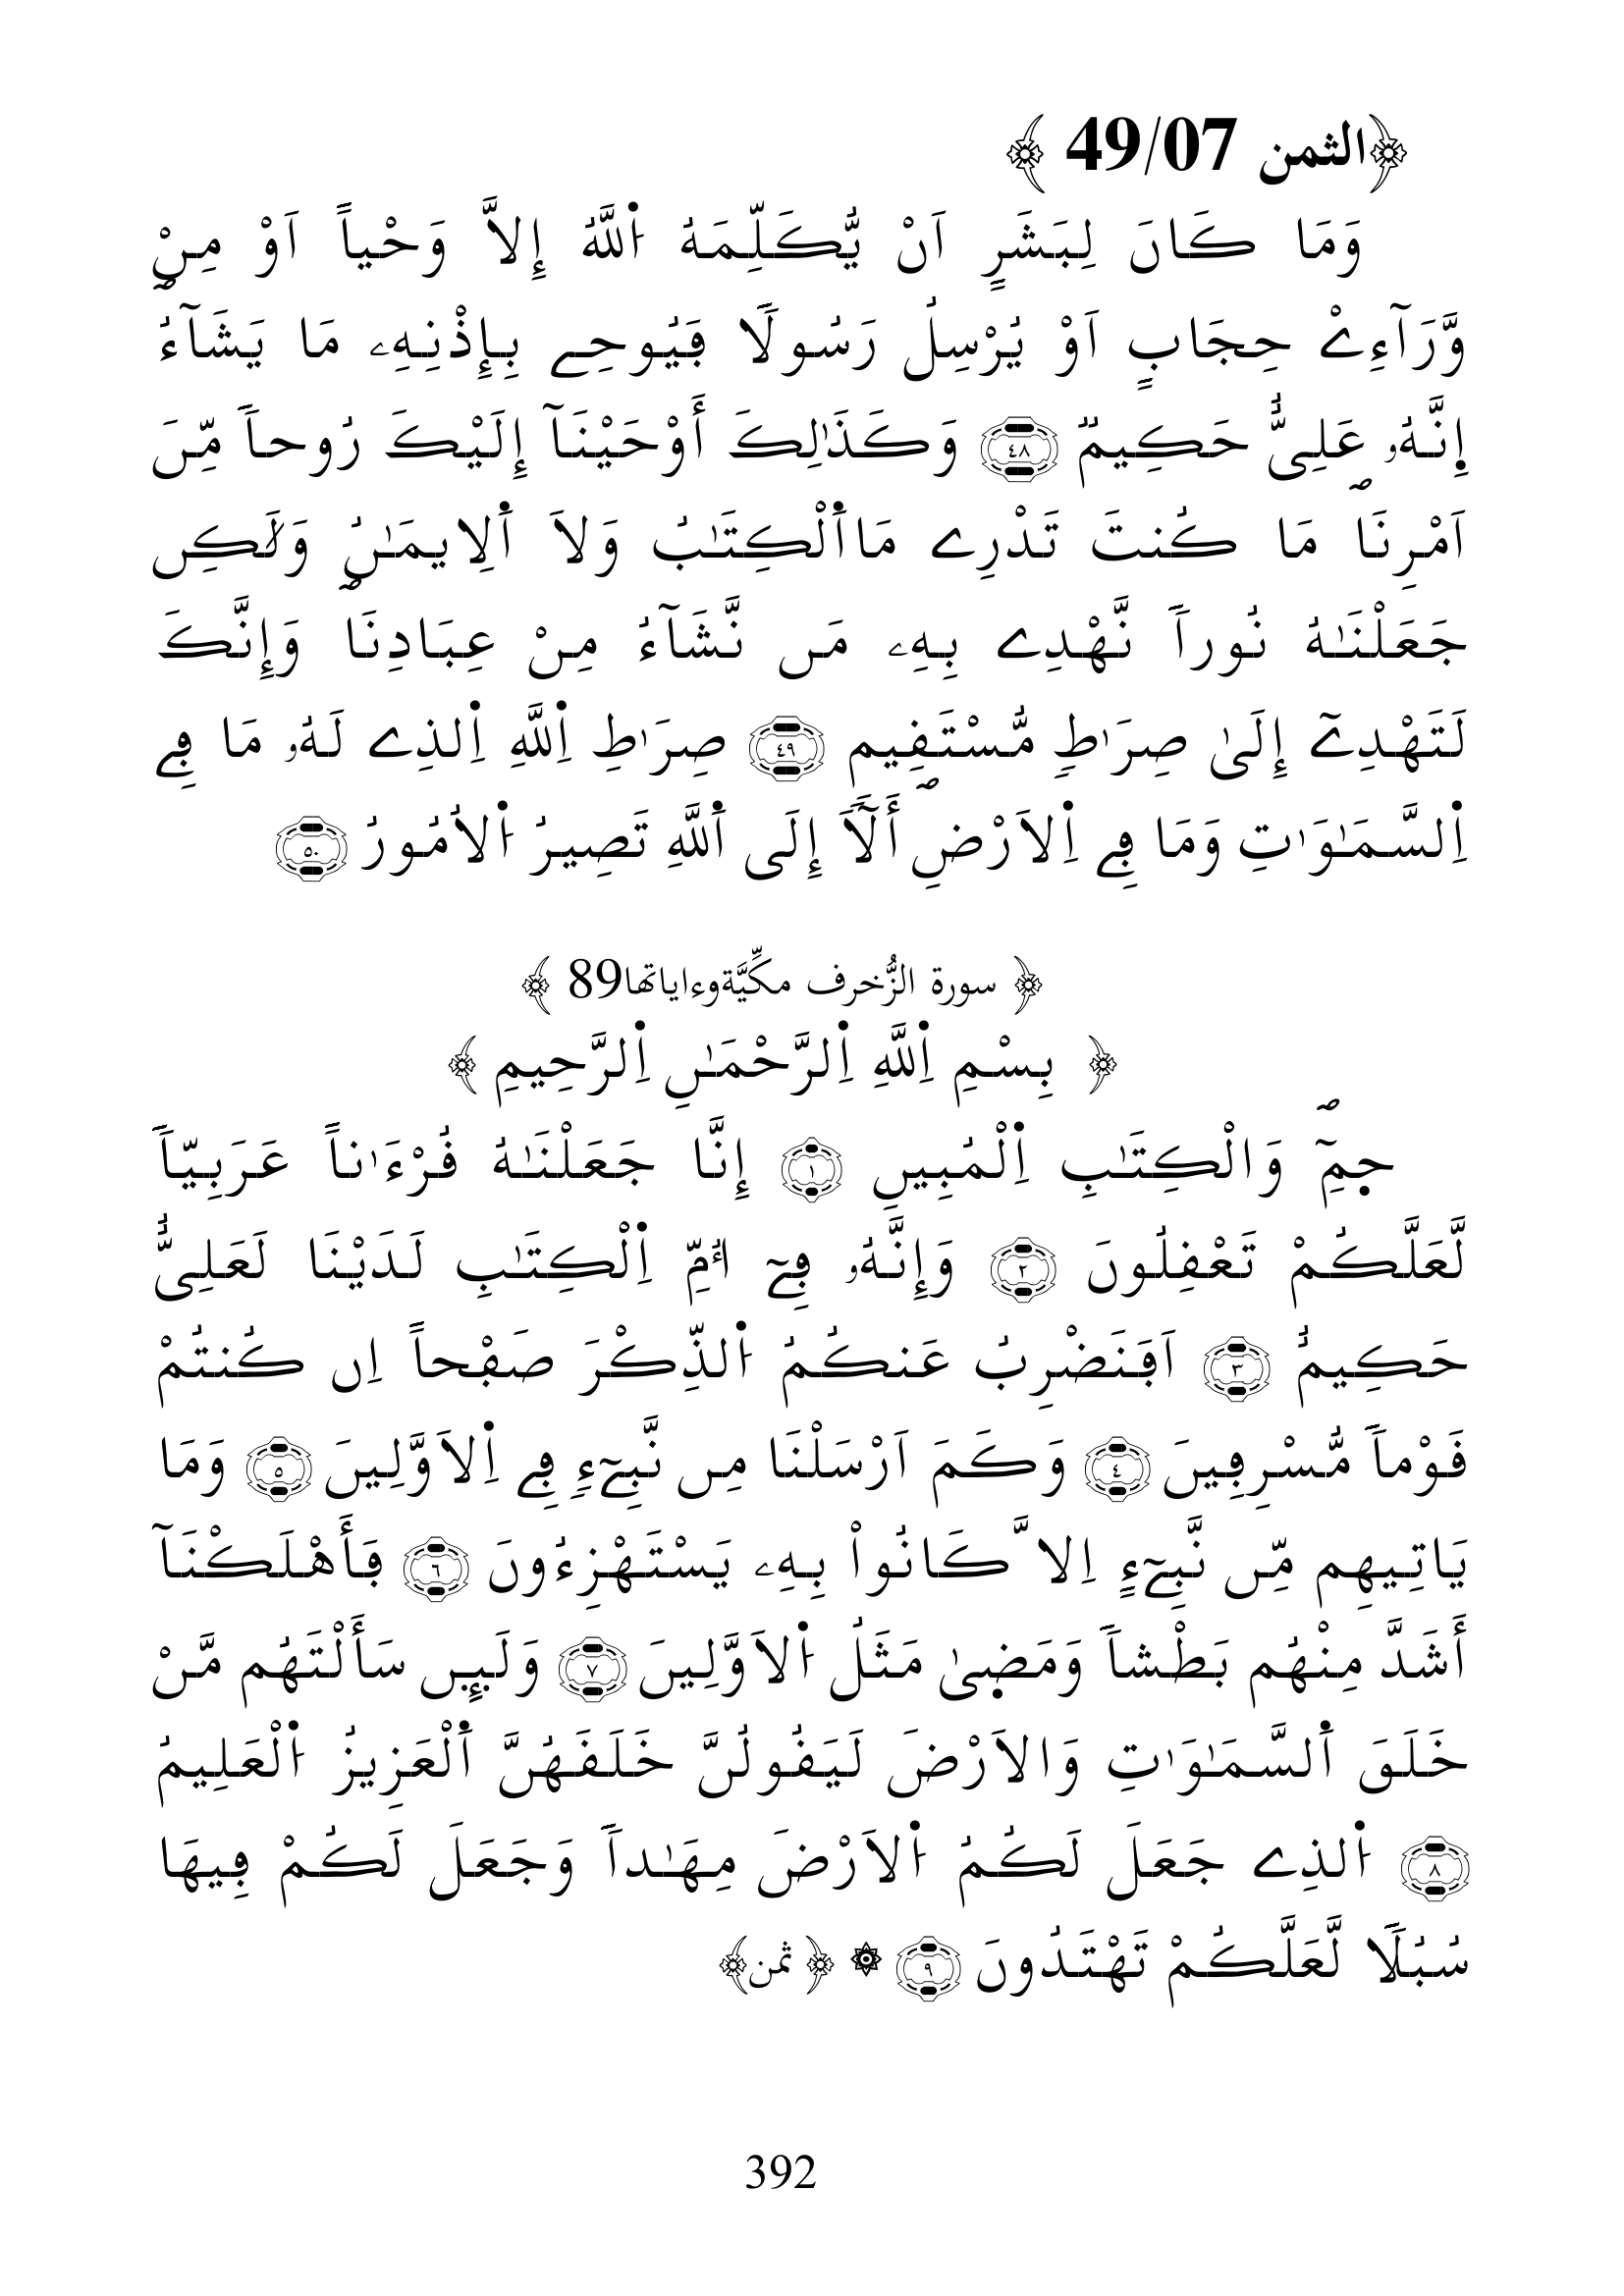 ﴿الثمن 49/07 ﴾
وَمَا كَانَ لِبَشَرٍ اَنْ يُّكَلِّمَهُ اُ۬للَّهُ إِلاَّ وَحْياً اَوْ مِنْ
وَّرَآءِےْ حِجَابٍ اَوْ يُرْسِلُ رَسُولٗا فَيُوحِے بِإِذْنِهِۦ مَا يَشَآءُ
إِنَّهُۥ عَلِيٌّ حَكِيمٞ ٤٨ وَكَذَٰلِكَ أَوْحَيْنَآ إِلَيْكَ رُوحاٗ مِّنَ
اَمْرِنَا مَا كُنتَ تَدْرِے مَا اَ۬لْكِتَٰبُ وَلاَ اَ۬لِايمَٰنُ وَلَٰكِن
جَعَلْنَٰهُ نُوراٗ نَّهْدِے بِهِۦ مَن نَّشَآءُ مِنْ عِبَادِنَا وَإِنَّكَ
لَتَهْدِےٓ إِلَىٰ صِرَٰطٖ مُّسْتَفِيم ٤٩ صِرَٰطِ اِ۬للَّهِ اِ۬لذِے لَهُۥ مَا فِے
اِ۬لسَّمَٰوَٰتِ وَمَا فِے اِ۬لاَرْضِ أَلَآ إِلَى اَ۬للَّهِ تَصِيرُ اُ۬لاُمُورُ ٥٠
﴿ سورة الزُّخرف مكِّيَّةوءاياتها89 ﴾
﴿ بِسْمِ اِ۬للَّهِ اِ۬لرَّحْمَٰنِ اِ۬لرَّحِيمِ ﴾
حمِٓ وَالْكِتَٰبِ اِ۬لْمُبِينِ ١ إِنَّا جَعَلْنَٰهُ فُرْءَٰناً عَرَبِيّاٗ
لَّعَلَّكُمْ تَعْفِلُونَ ٢ وَإِنَّهُۥ فِےٓ أُمِّ اِ۬لْكِتَٰبِ لَدَيْنَا لَعَلِيٌّ
حَكِيمٌ ٣ اَفَنَضْرِبُ عَنكُمُ اُ۬لذِّكْرَ صَفْحاً اِن كُنتُمْ
فَوْماٗ مُّسْرِفِينَ ٤ وَكَمَ اَرْسَلْنَا مِن نَّبِےٓءٖ فِے اِ۬لاَوَّلِينَ ٥ وَمَا
يَاتِيهِم مِّن نَّبِےٓءٍ اِلاَّ كَانُواْ بِهِۦ يَسْتَهْزِءُونَ ٦ فَأَهْلَكْنَآ
أَشَدَّ مِنْهُم بَطْشاٗ وَمَضۭىٰ مَثَلُ اُ۬لاَوَّلِينَ ٧ وَلَئِن سَأَلْتَهُم مَّنْ
خَلَقَ اَ۬لسَّمَٰوَٰتِ وَالاَرْضَ لَيَفُولُنَّ خَلَفَهُنَّ اَ۬لْعَزِيزُ اُ۬لْعَلِيمُ
٨ اُ۬لذِے جَعَلَ لَكُمُ اُ۬لاَرْضَ مِهَٰداٗ وَجَعَلَ لَكُمْ فِيهَا
سُبُلٗا لَّعَلَّكُمْ تَهْتَدُونَ ٩ ۞ ﴿ ثمن﴾
392